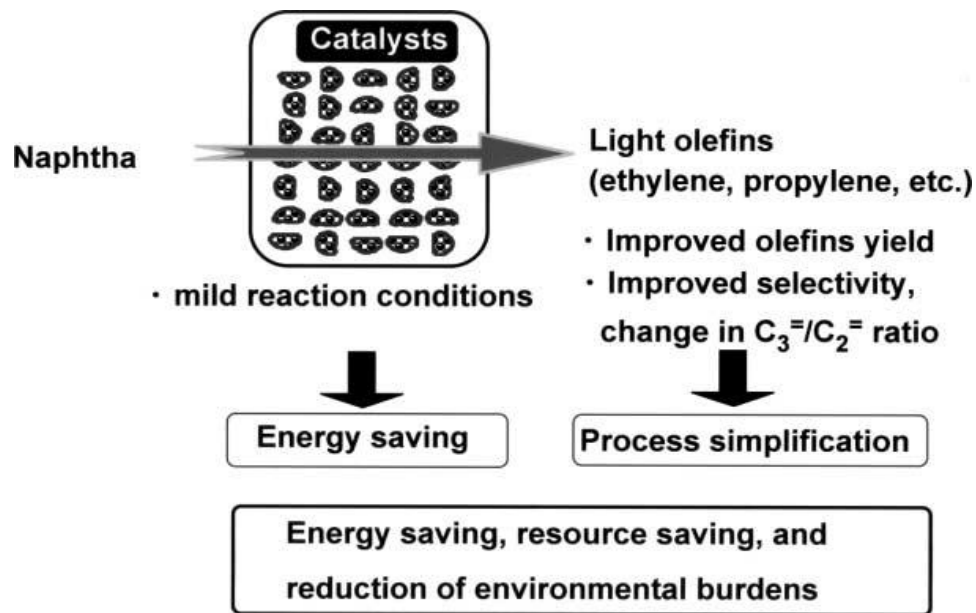 Catalysts
Naphtha
Light olefins
(ethylene, propylene, etc.)
· Improved olefins yield
· Improved selectivity,
change in C₃⁼/C₂⁼ ratio
· mild reaction conditions
Energy saving
Process simplification
Energy saving, resource saving, and
reduction of environmental burdens